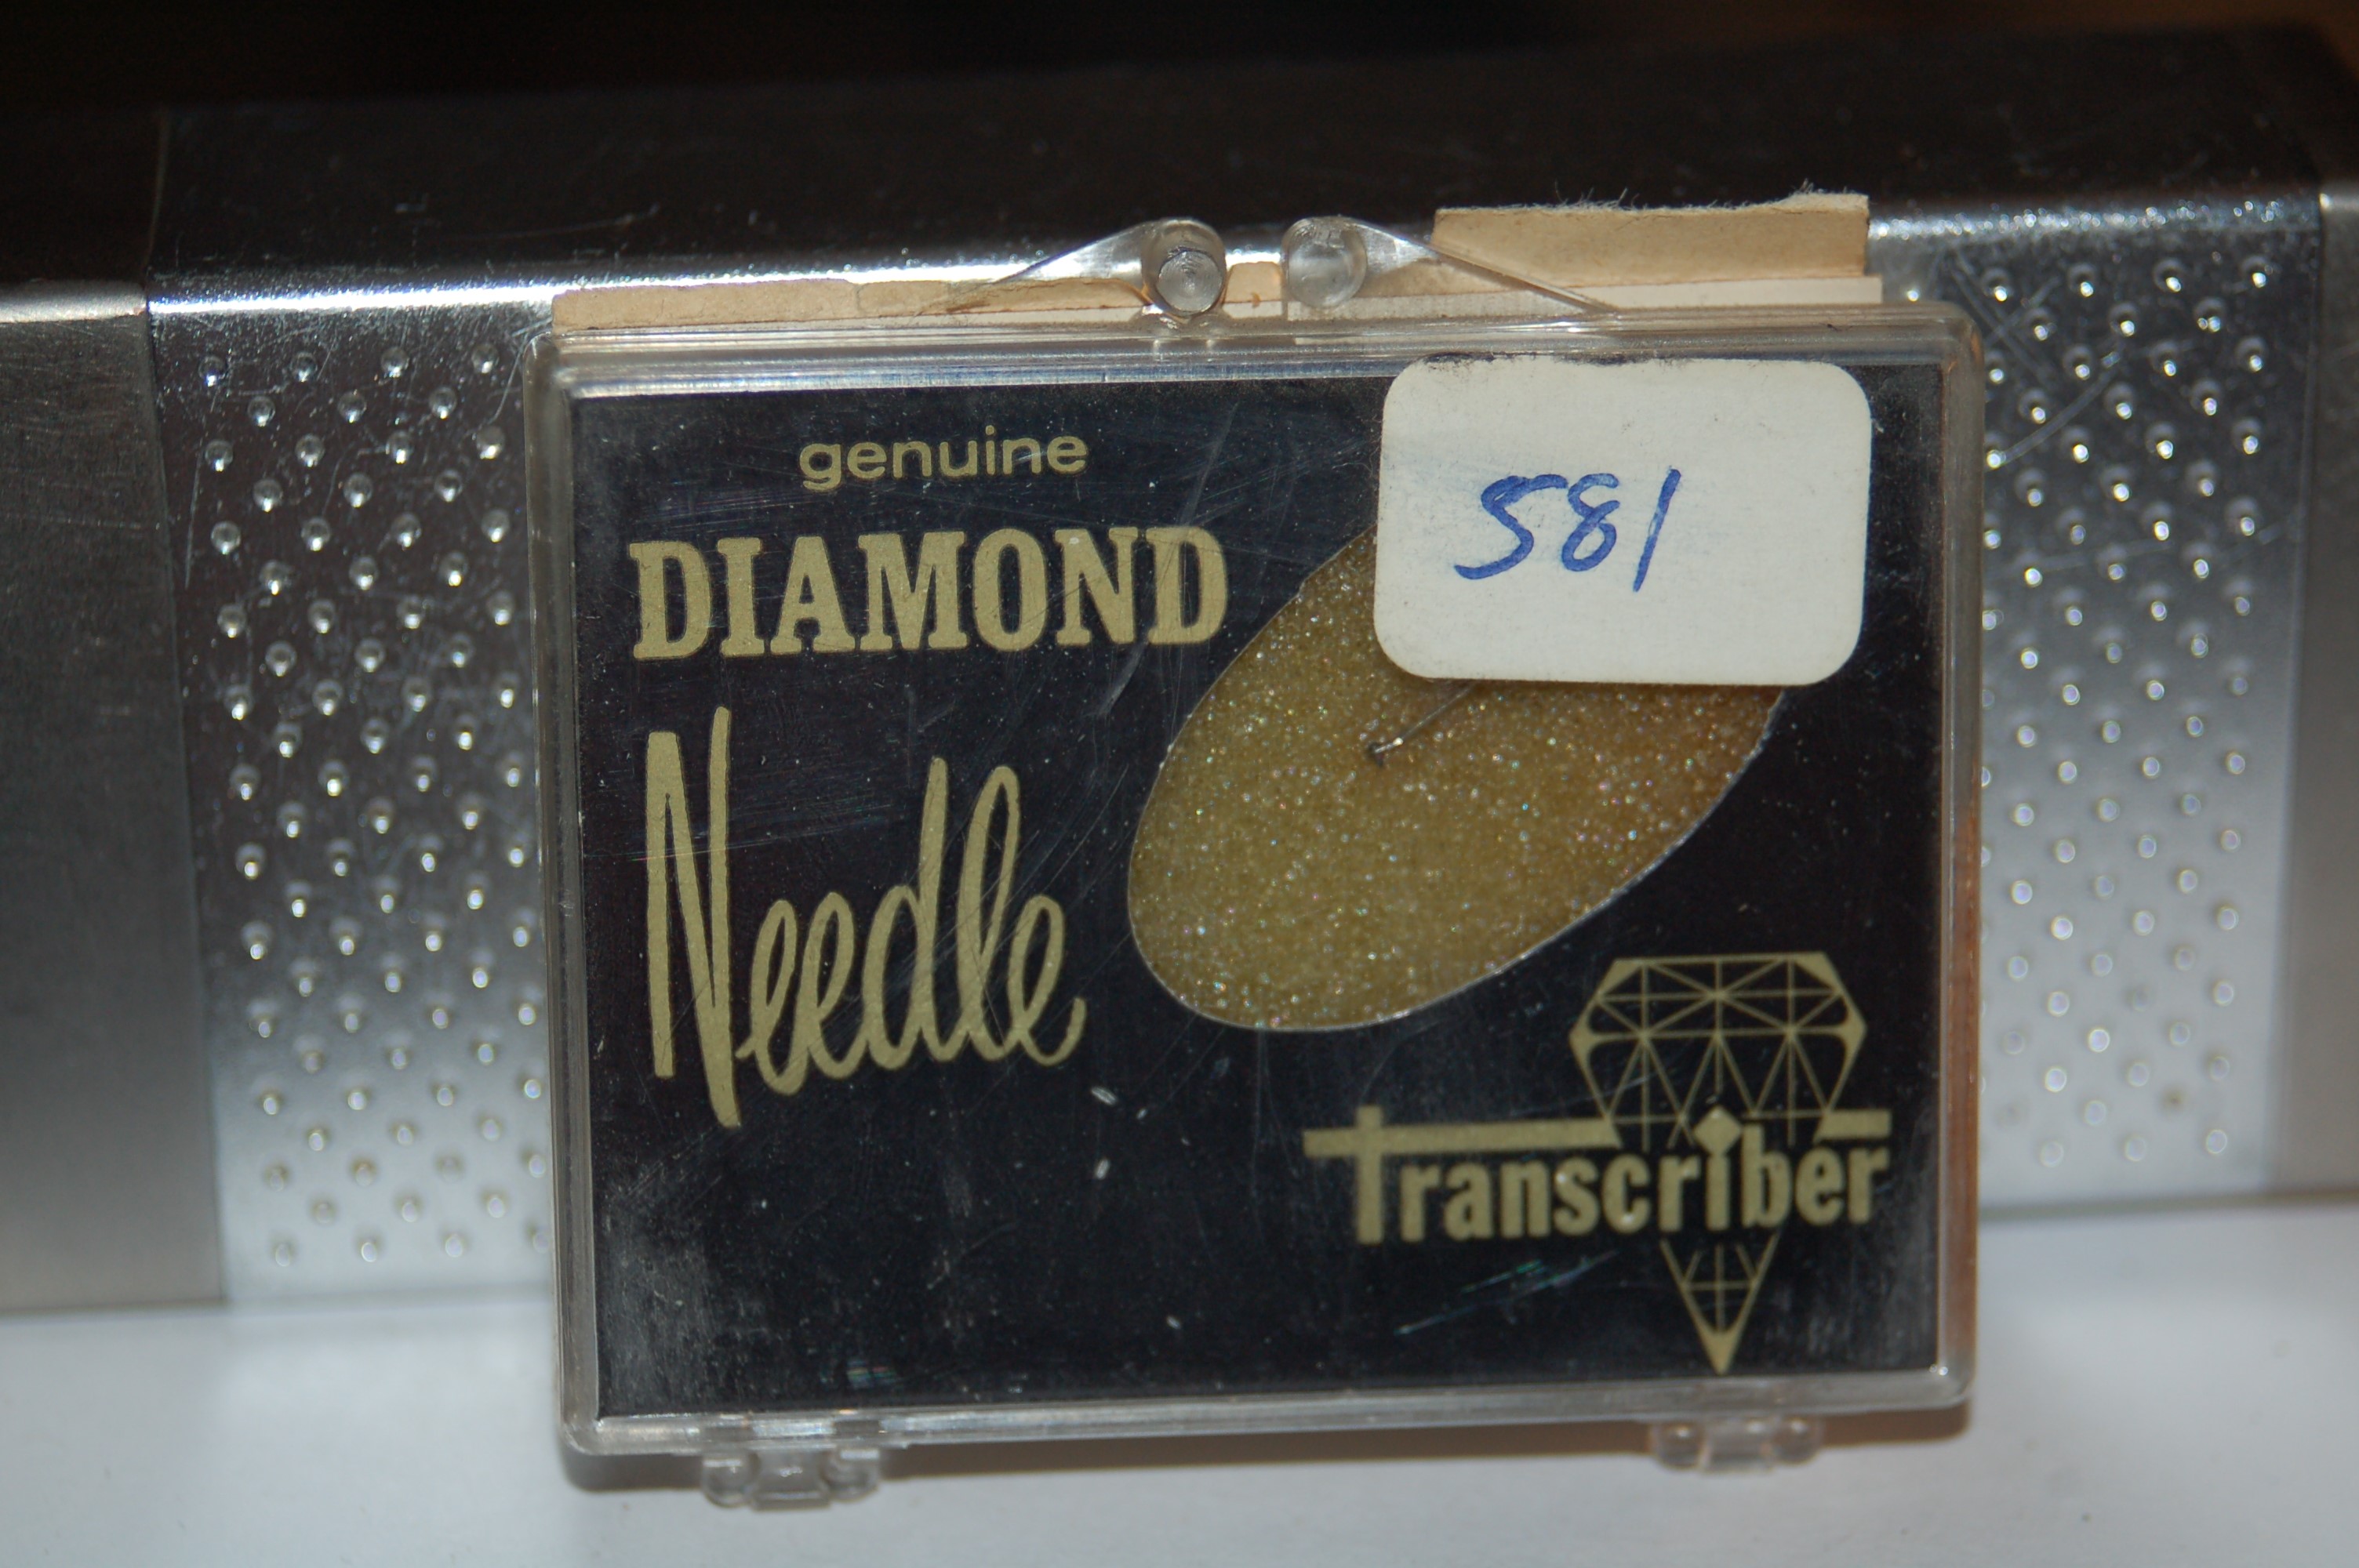 genuine
DIAMOND
Needle
581
Transcriber